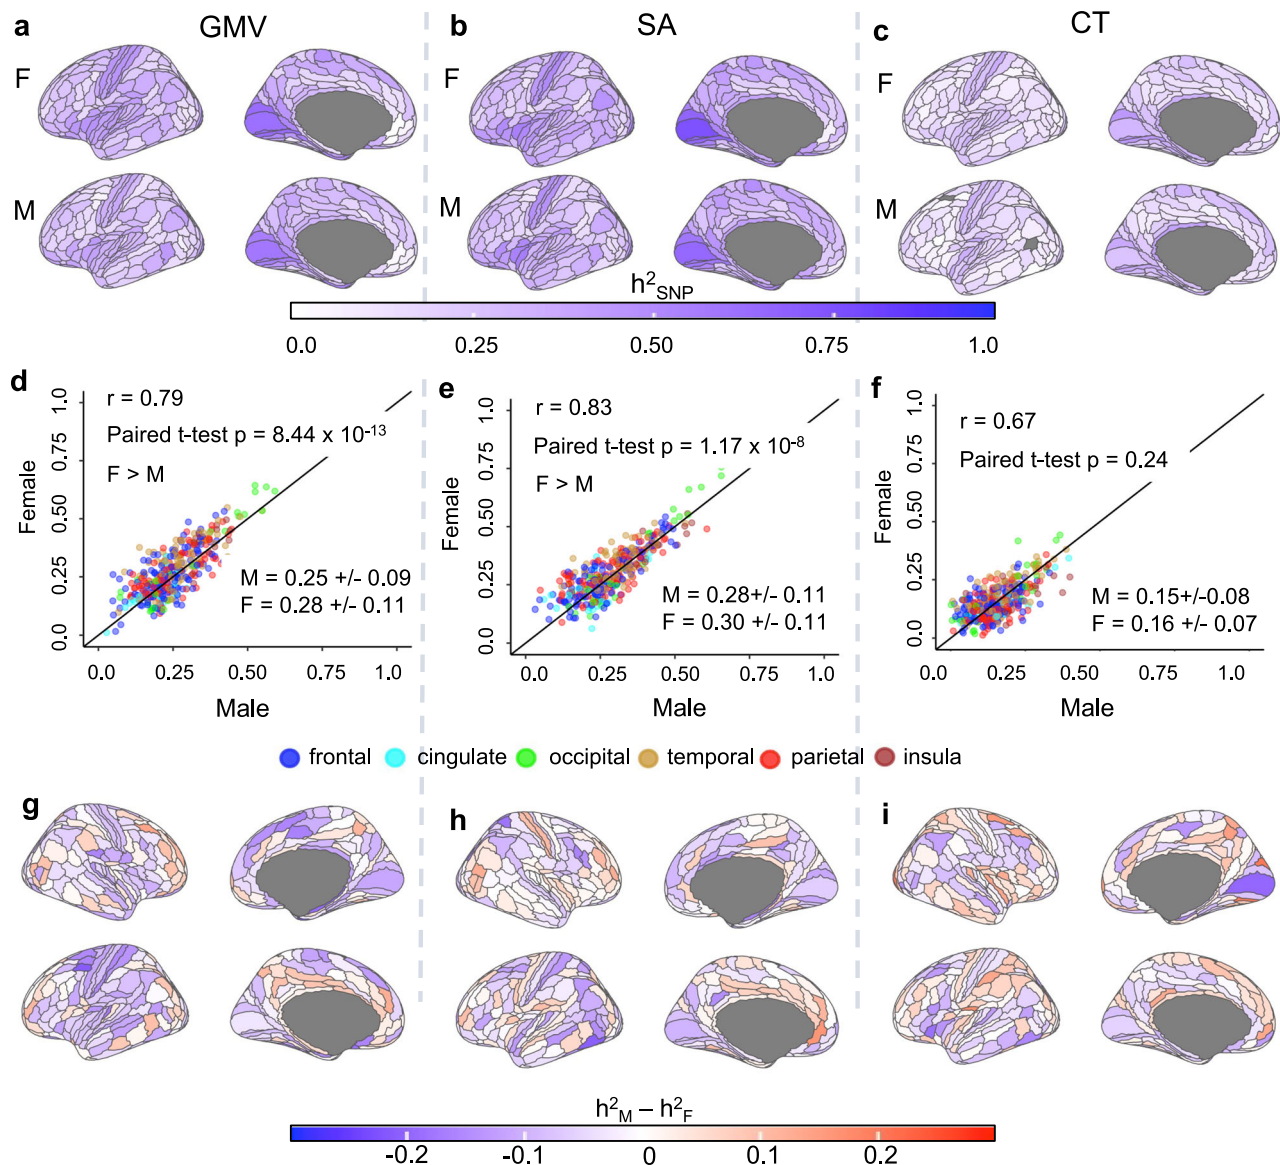 a GMV b SA c CT
F F F
M M M
h²SNP
0.0 0.25 0.50 0.75 1.0
d e f
r = 0.79
Paired t-test p = 8.44 x 10⁻¹³
F > M
M = 0.25 +/- 0.09
F = 0.28 +/- 0.11
Female
0.0 0.25 0.50 0.75 1.0
0.0 0.25 0.50 0.75 1.0
Male
r = 0.83
Paired t-test p = 1.17 x 10⁻⁸
F > M
M = 0.28+/- 0.11
F = 0.30 +/- 0.11
Female
0.0 0.25 0.50 0.75 1.0
0.0 0.25 0.50 0.75 1.0
Male
r = 0.67
Paired t-test p = 0.24
M = 0.15+/-0.08
F = 0.16 +/- 0.07
Female
0.0 0.25 0.50 0.75 1.0
0.0 0.25 0.50 0.75 1.0
Male
frontal cingulate occipital temporal parietal insula
g h i
h²M – h²F
-0.2 -0.1 0 0.1 0.2